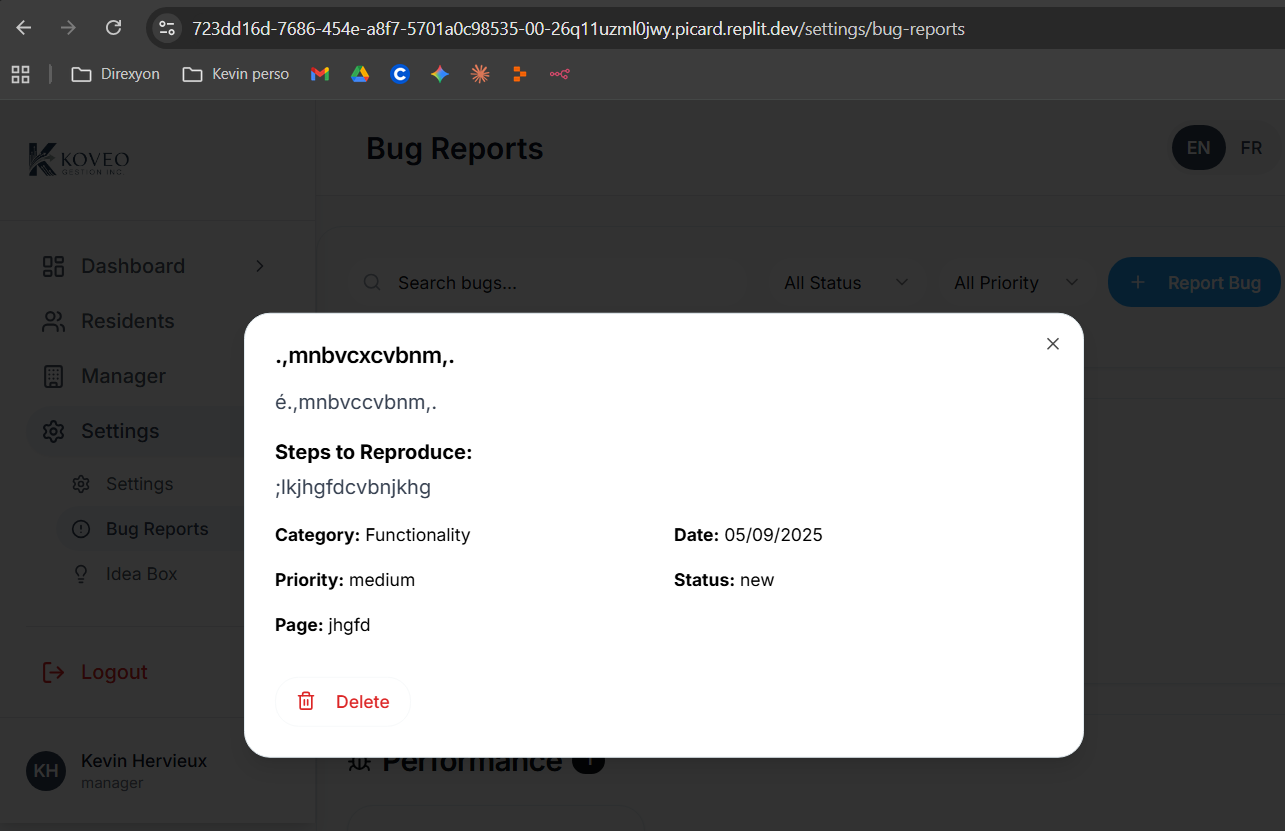 723dd16d-7686-454e-a8f7-5701a0c98535-00-26q11uzml0jwy.picard.replit.dev/settings/bug-reports
Direxyon
Kevin perso
KOVEO
GESTION INC
Bug Reports
EN
FR
Dashboard
Residents
Manager
Settings
Settings
Bug Reports
Idea Box
Logout
KH
Kevin Hervieux
manager
Search bugs...
All Status
All Priority
Report Bug
.,mnbvcxcvbnm,.
é.,mnbvccvbnm,.
Steps to Reproduce:
;lkjhgfdcvbnjkhg
Category: Functionality
Date: 05/09/2025
Priority: medium
Status: new
Page: jhgfd
Delete
Performance